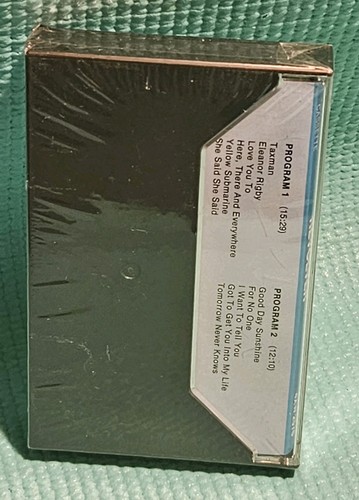 PROGRAM 1 (15:29)
Taxman
Eleanor Rigby
Love You To
Here, There And Everywhere
Yellow Submarine
She Said She Said
PROGRAM 2 (12:10)
Good Day Sunshine
For No One
I Want To Tell You
Got To Get You Into My Life
Tomorrow Never Knows